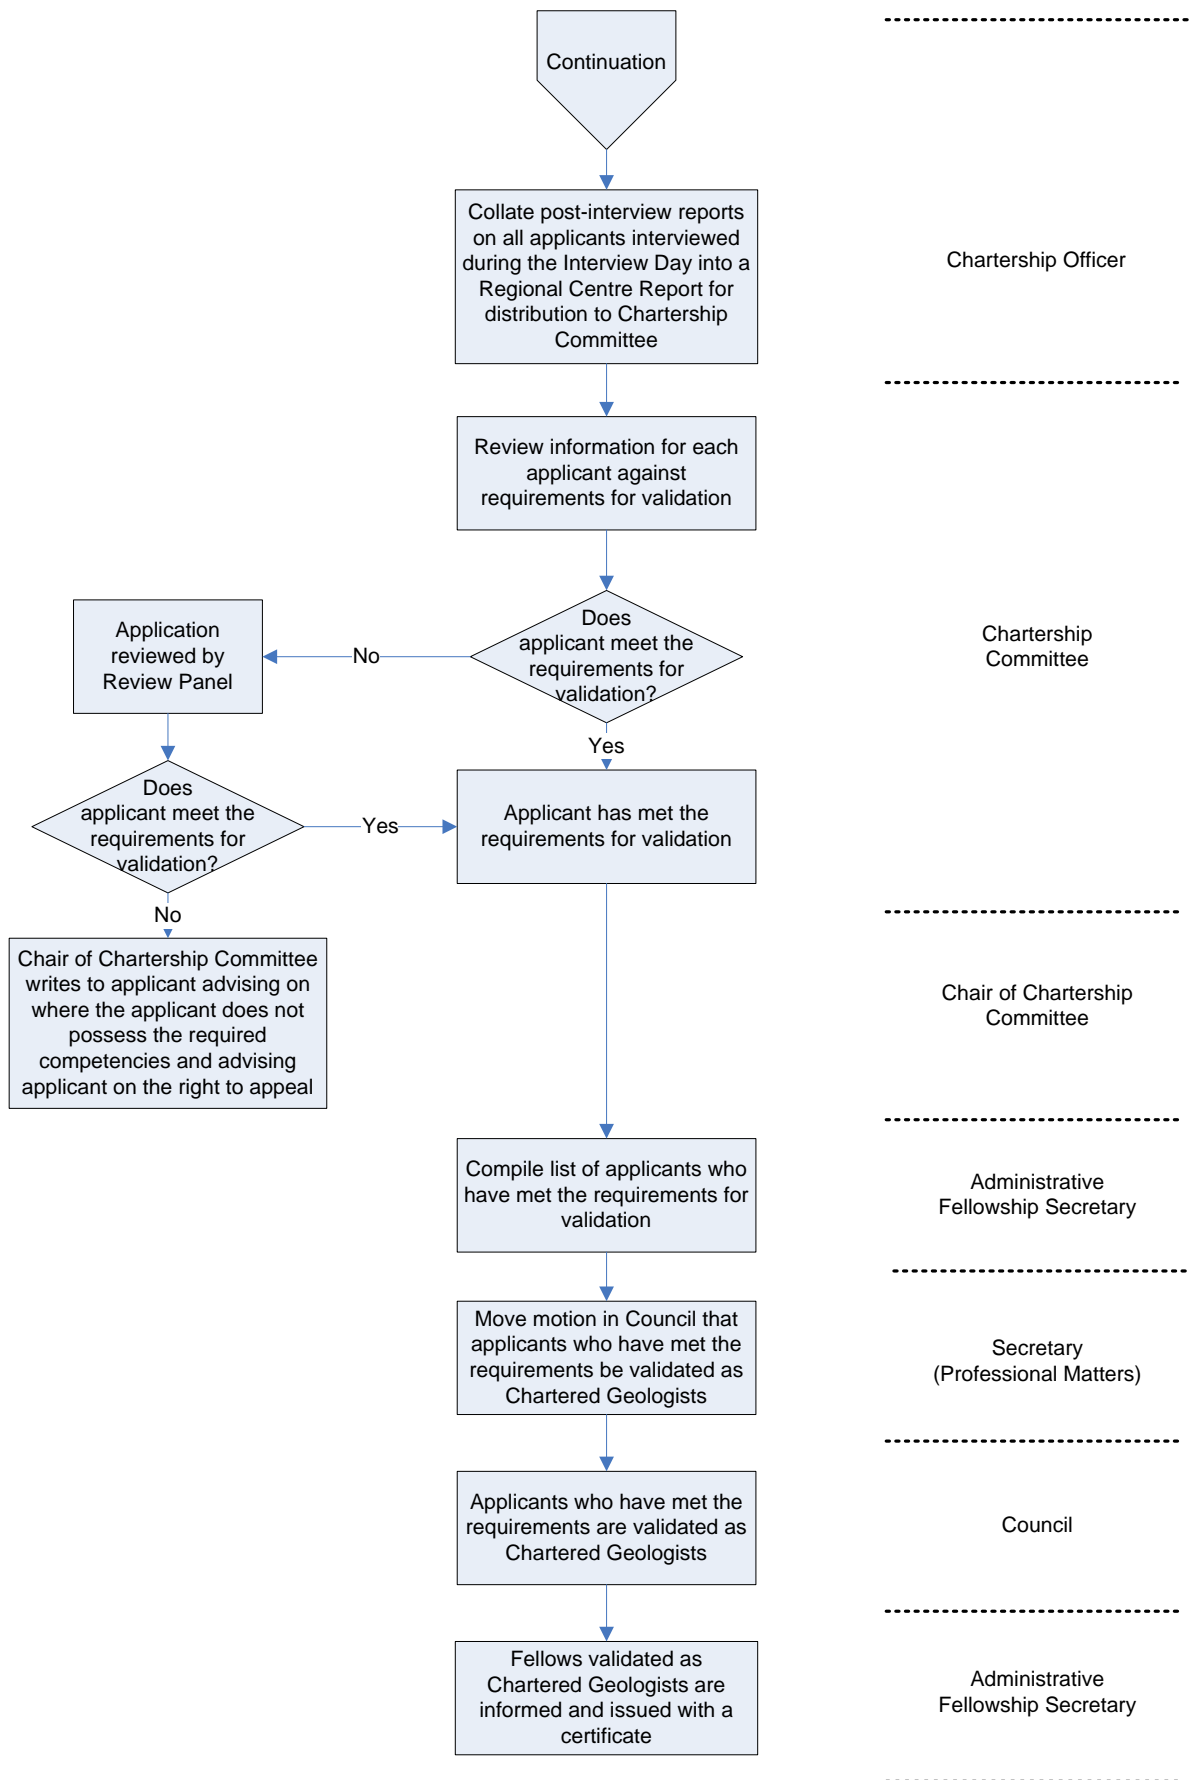 Continuation
Collate post-interview reports
on all applicants interviewed
during the Interview Day into a
Regional Centre Report for
distribution to Chartership
Committee
Chartership Officer
Review information for each
applicant against
requirements for validation
Does
applicant meet the
requirements for
validation?
No
Application
reviewed by
Review Panel
Chartership
Committee
Yes
Does
applicant meet the
requirements for
validation?
Yes
Applicant has met the
requirements for validation
No
Chair of Chartership Committee
writes to applicant advising on
where the applicant does not
possess the required
competencies and advising
applicant on the right to appeal
Chair of Chartership
Committee
Compile list of applicants who
have met the requirements for
validation
Administrative
Fellowship Secretary
Move motion in Council that
applicants who have met the
requirements be validated as
Chartered Geologists
Secretary
(Professional Matters)
Applicants who have met the
requirements are validated as
Chartered Geologists
Council
Fellows validated as
Chartered Geologists are
informed and issued with a
certificate
Administrative
Fellowship Secretary